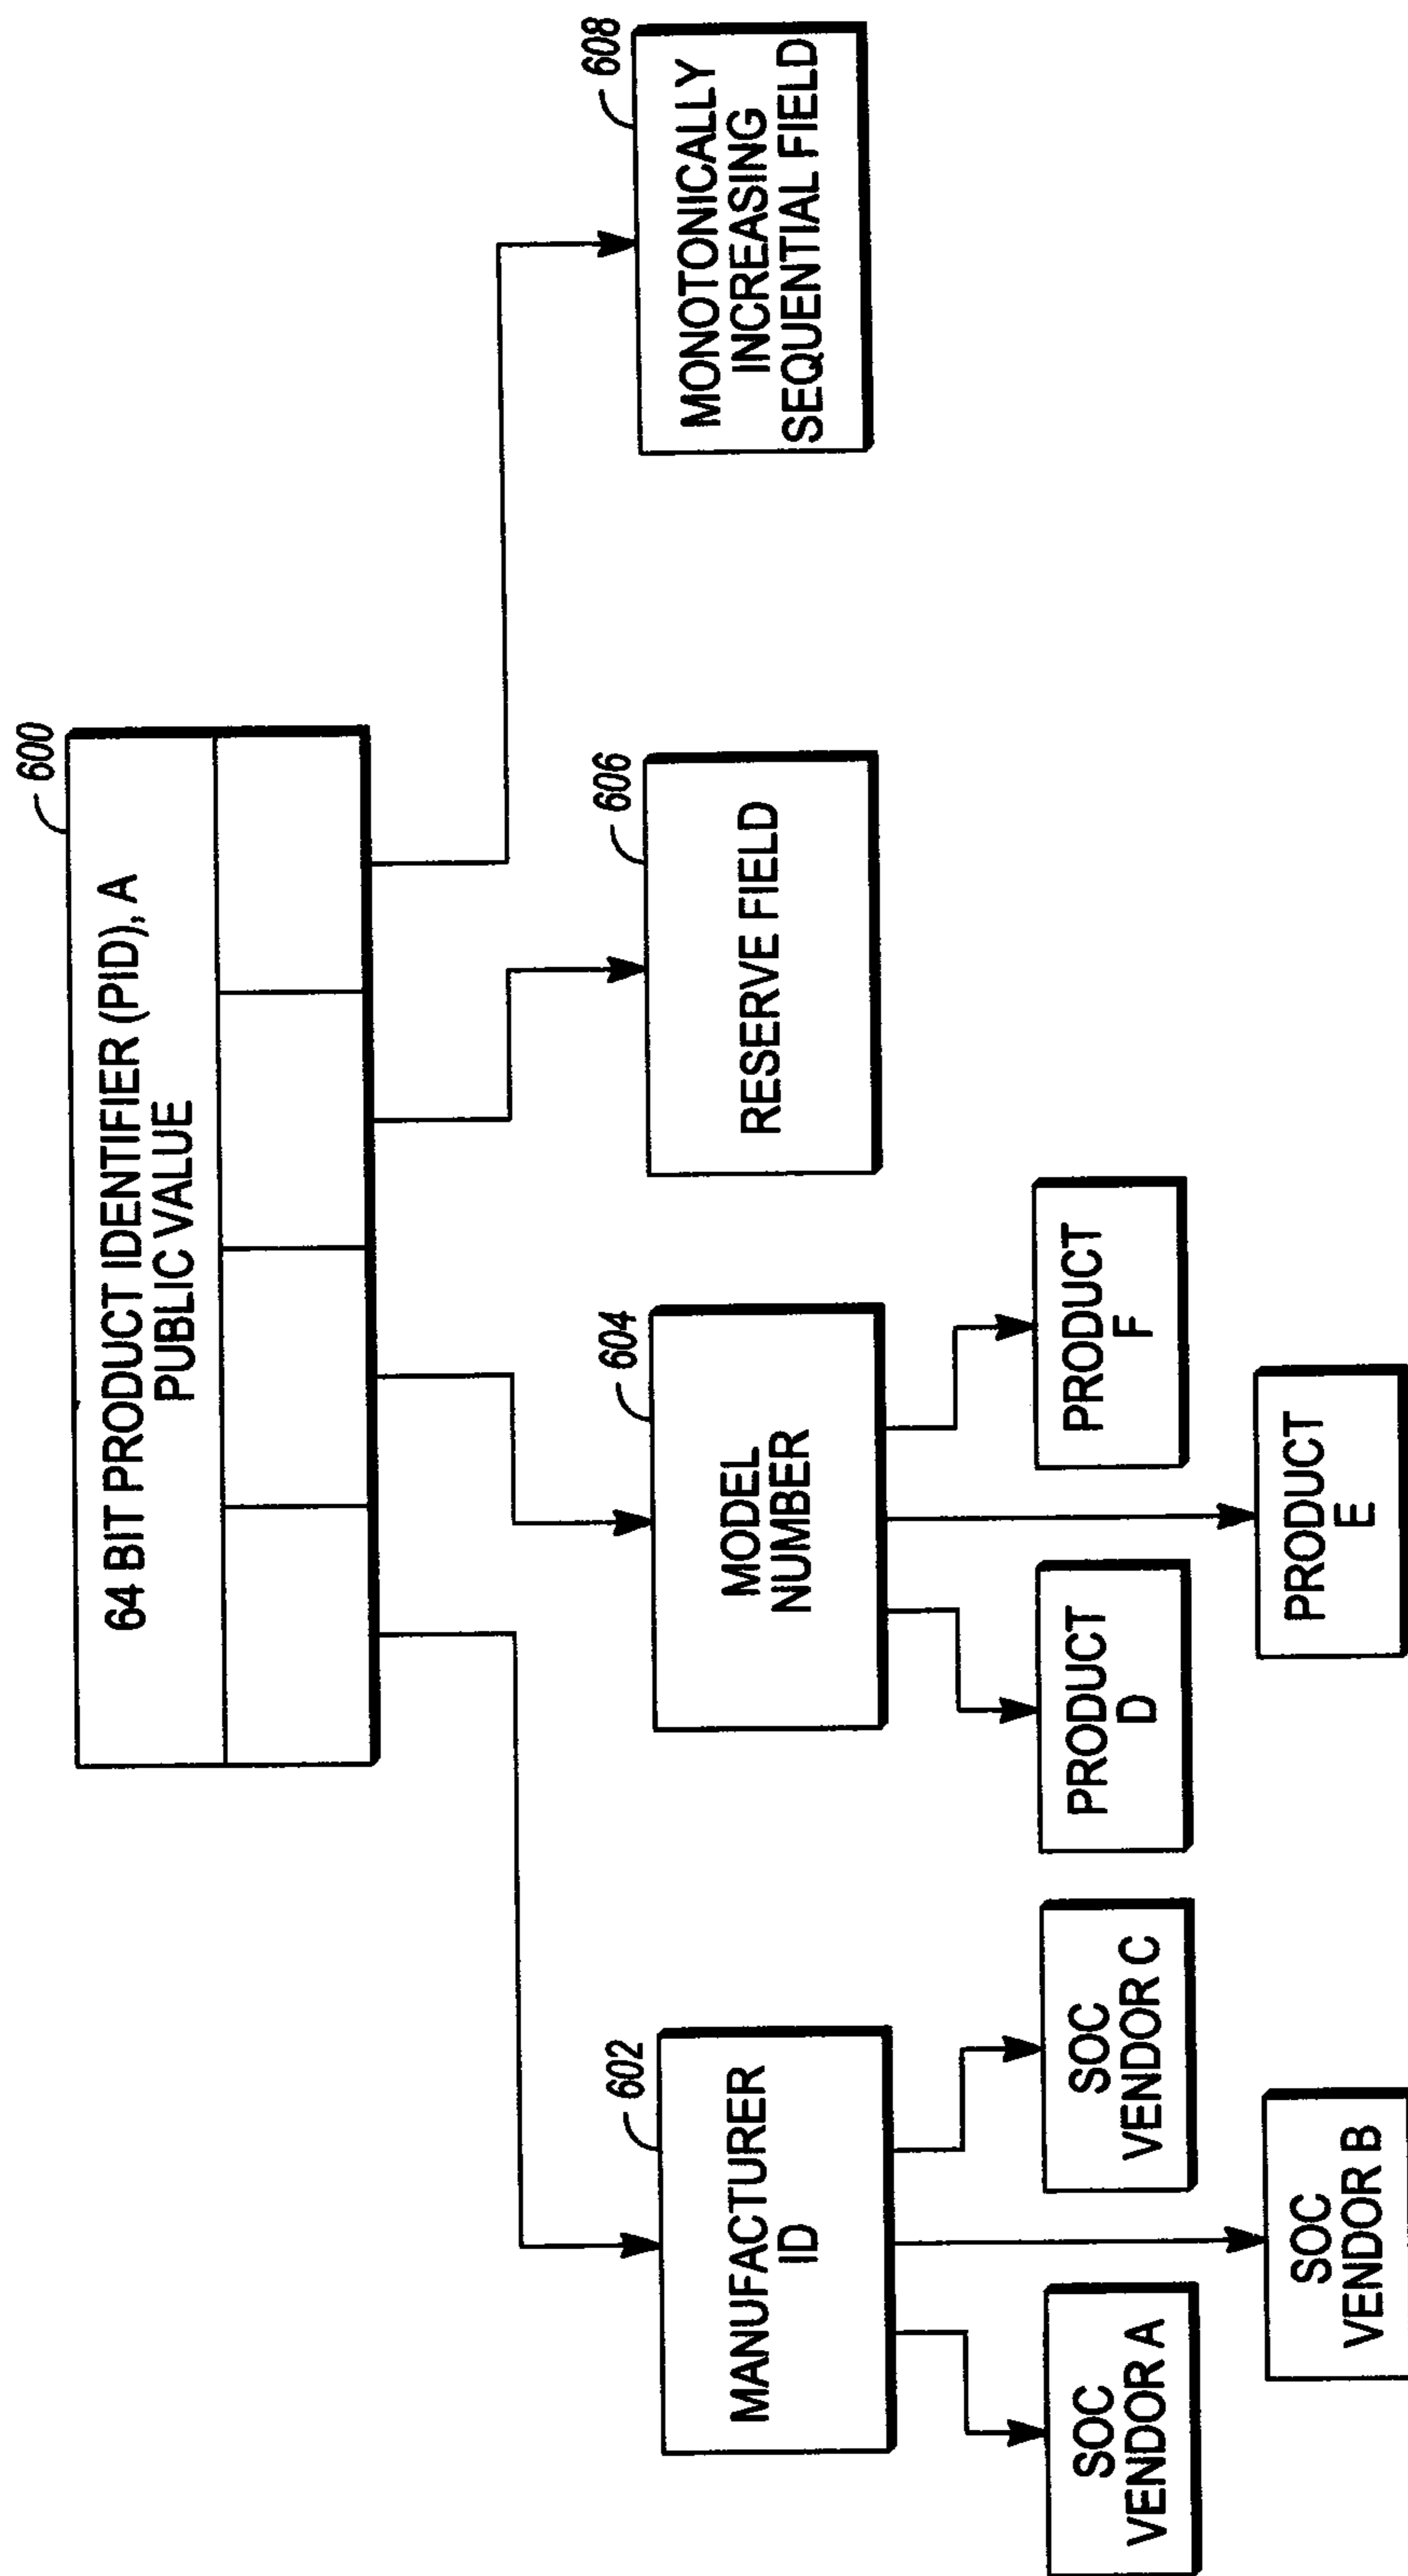 600
64 BIT PRODUCT IDENTIFIER (PID), A
PUBLIC VALUE
602
MANUFACTURER
ID
604
MODEL
NUMBER
606
RESERVE FIELD
608
MONOTONICALLY
INCREASING
SEQUENTIAL FIELD
SOC
VENDOR A
SOC
VENDOR B
SOC
VENDOR C
PRODUCT
D
PRODUCT
E
PRODUCT
F